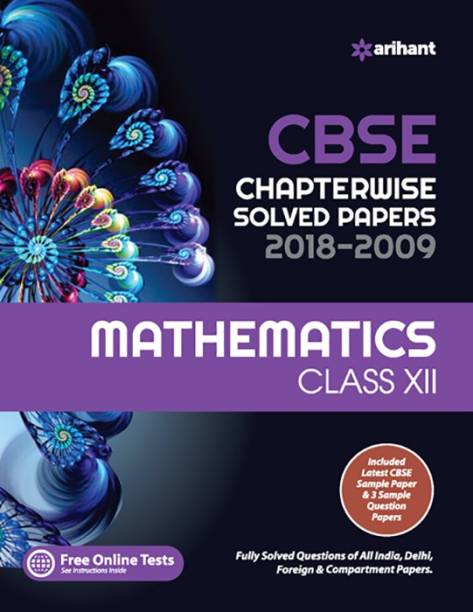 arihant
CBSE
CHAPTERWISE
SOLVED PAPERS
2018-2009
MATHEMATICS
CLASS XII
Included
Latest CBSE
Sample Paper
& 3 Sample
Question
Papers
Free Online Tests
See Instructions Inside
Fully Solved Questions of All India, Delhi,
Foreign & Compartment Papers.